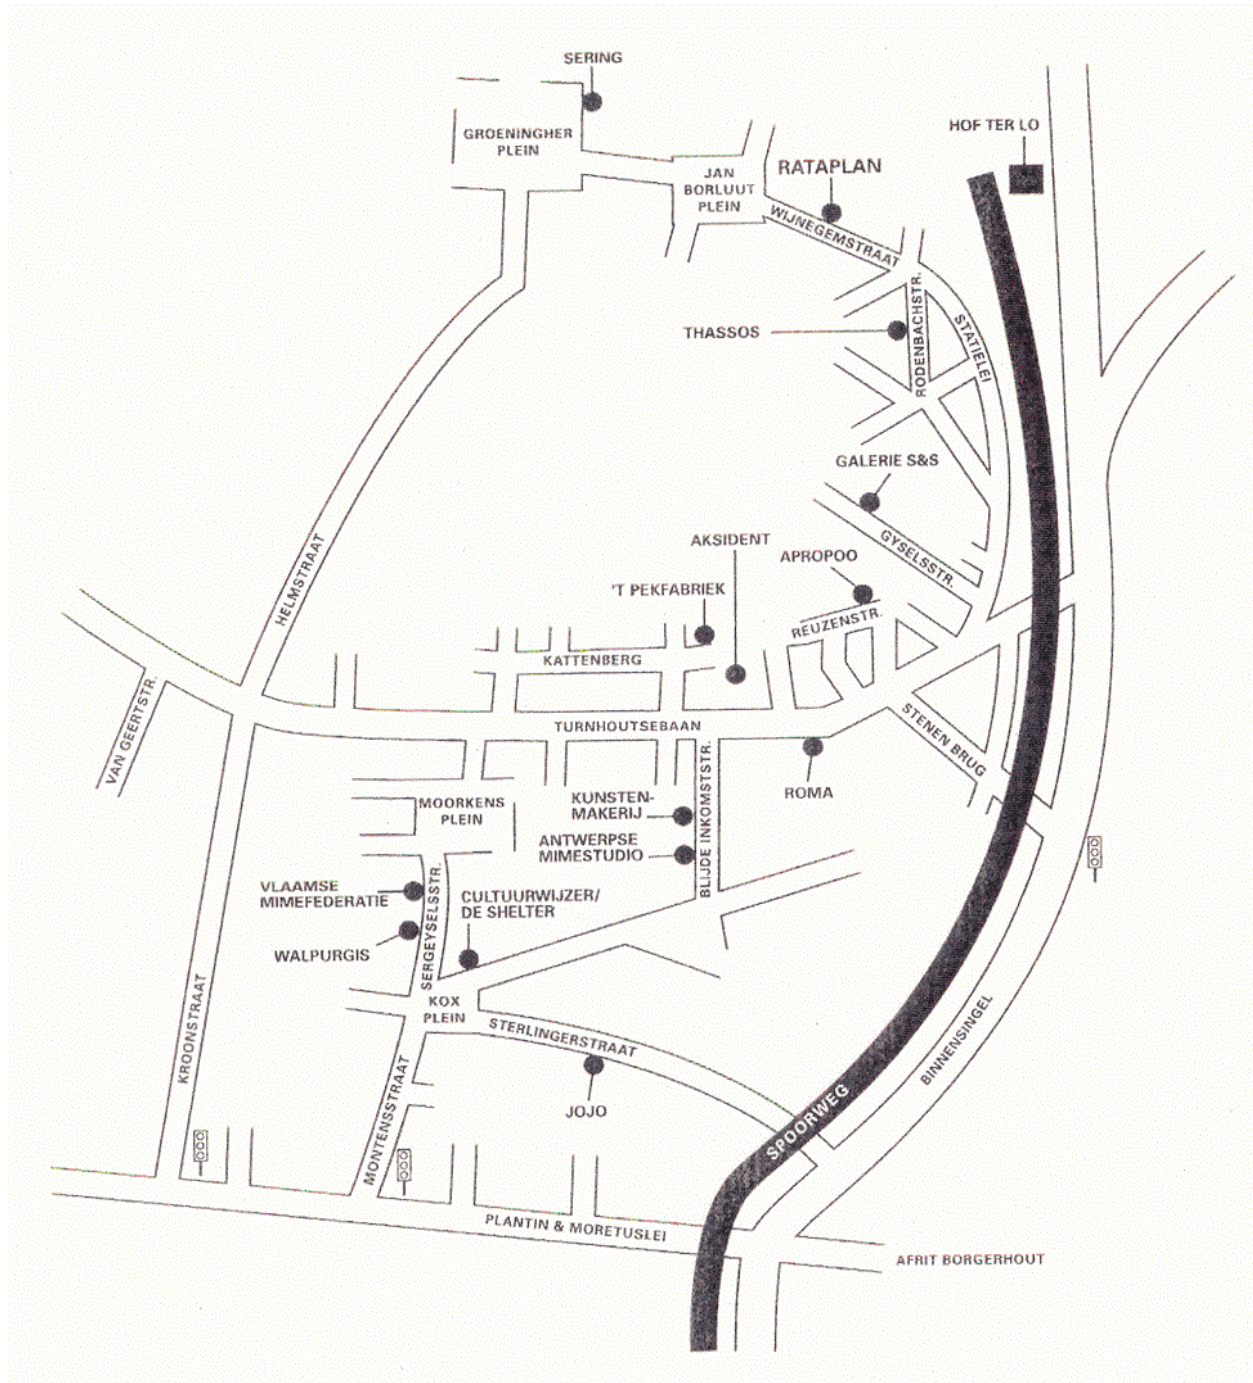 SERING
GROENINGHER
PLEIN
HOF TER LO
JAN
BORLUUT
PLEIN
RATAPLAN
WIJNEGEMSTRAAT
THASSOS
RODENBACHSTR.
STATIELEI
GALERIE S&S
GYSELSSTR.
AKSIDENT
APROPOO
'T PEKFABRIEK
REUZENSTR.
HELMSTRAAT
KATTENBERG
VAN GEERTSTR.
TURNHOUTSEBAAN
STENEN BRUG
ROMA
MOORKENS
PLEIN
KUNSTEN-
MAKERIJ
BLIJDE INKOMSTSTR.
ANTWERPSE
MIMESTUDIO
VLAAMSE
MIMEFEDERATIE
SERGEYSELSSTR.
CULTUURWIJZER/
DE SHELTER
WALPURGIS
KOX
PLEIN
STERLINGERSTRAAT
KROONSTRAAT
BINNENSINGEL
MONTENSSTRAAT
JOJO
SPOORWEG
PLANTIN & MORETUSLEI
AFRIT BORGERHOUT